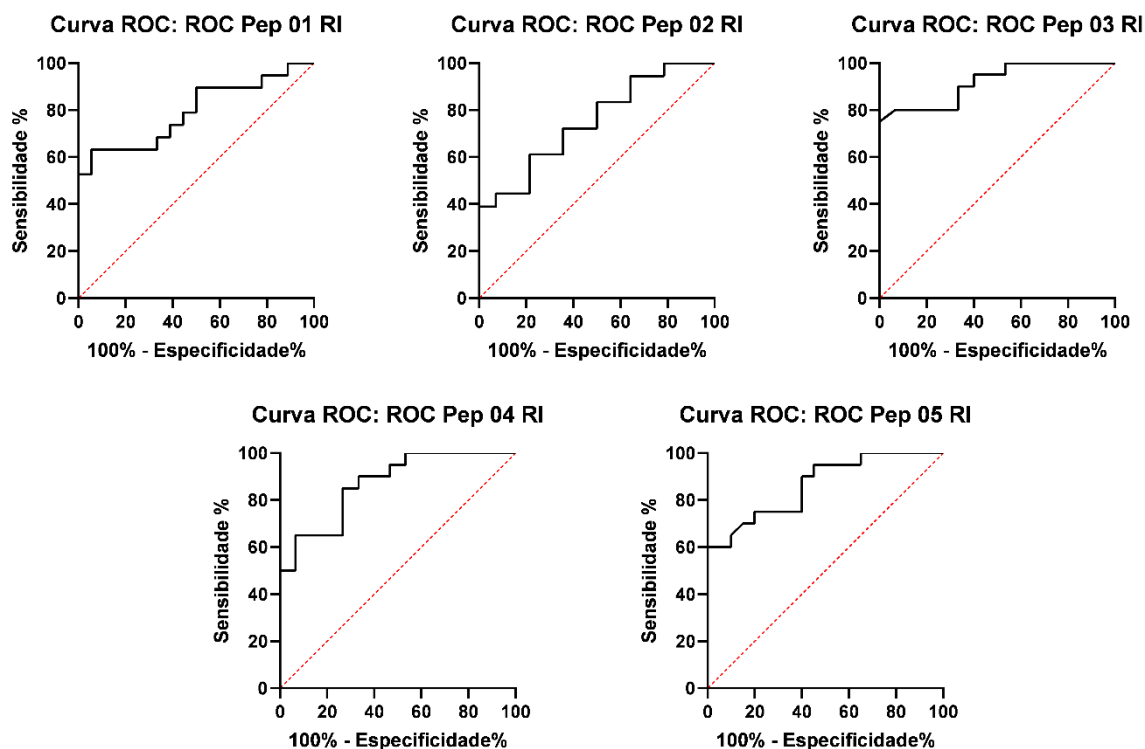 Curva ROC: ROC Pep 01 RI
100
80
60
40
20
0
Sensibilidade %
0 20 40 60 80 100
100% - Especificidade%
Curva ROC: ROC Pep 02 RI
100
80
60
40
20
0
Sensibilidade %
0 20 40 60 80 100
100% - Especificidade%
Curva ROC: ROC Pep 03 RI
100
80
60
40
20
0
Sensibilidade %
0 20 40 60 80 100
100% - Especificidade%
Curva ROC: ROC Pep 04 RI
100
80
60
40
20
0
Sensibilidade %
0 20 40 60 80 100
100% - Especificidade%
Curva ROC: ROC Pep 05 RI
100
80
60
40
20
0
Sensibilidade %
0 20 40 60 80 100
100% - Especificidade%